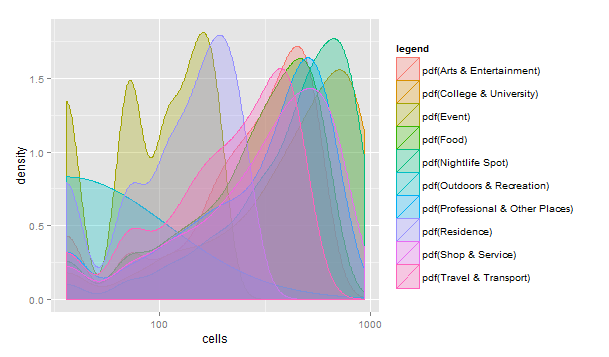 legend
pdf(Arts & Entertainment)
pdf(College & University)
pdf(Event)
pdf(Food)
pdf(Nightlife Spot)
pdf(Outdoors & Recreation)
pdf(Professional & Other Places)
pdf(Residence)
pdf(Shop & Service)
pdf(Travel & Transport)
density
1.5
1.0
0.5
0.0
100
1000
cells